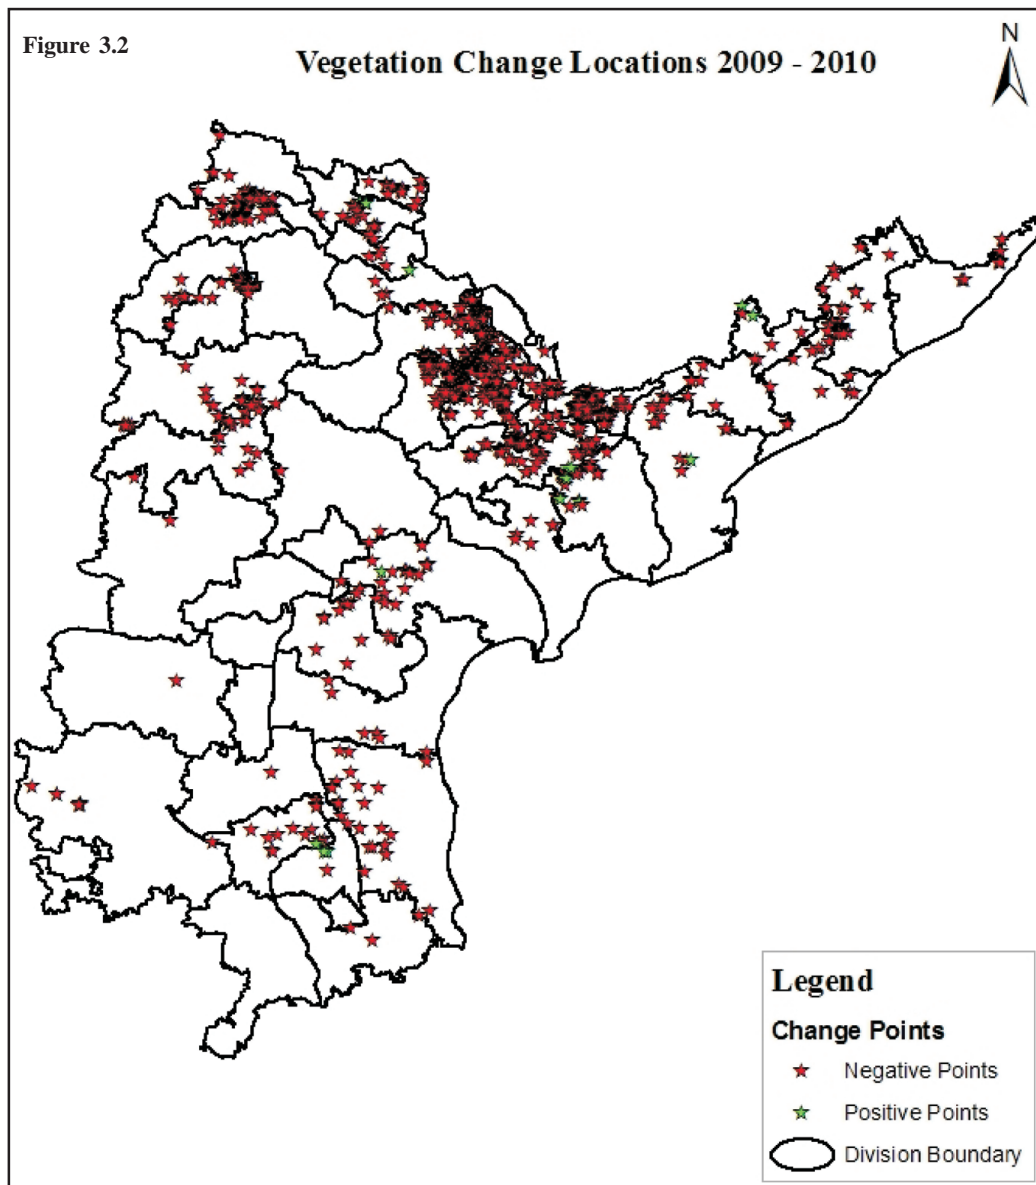 Figure 3.2
Vegetation Change Locations 2009 - 2010
N
Legend
Change Points
Negative Points
Positive Points
Division Boundary